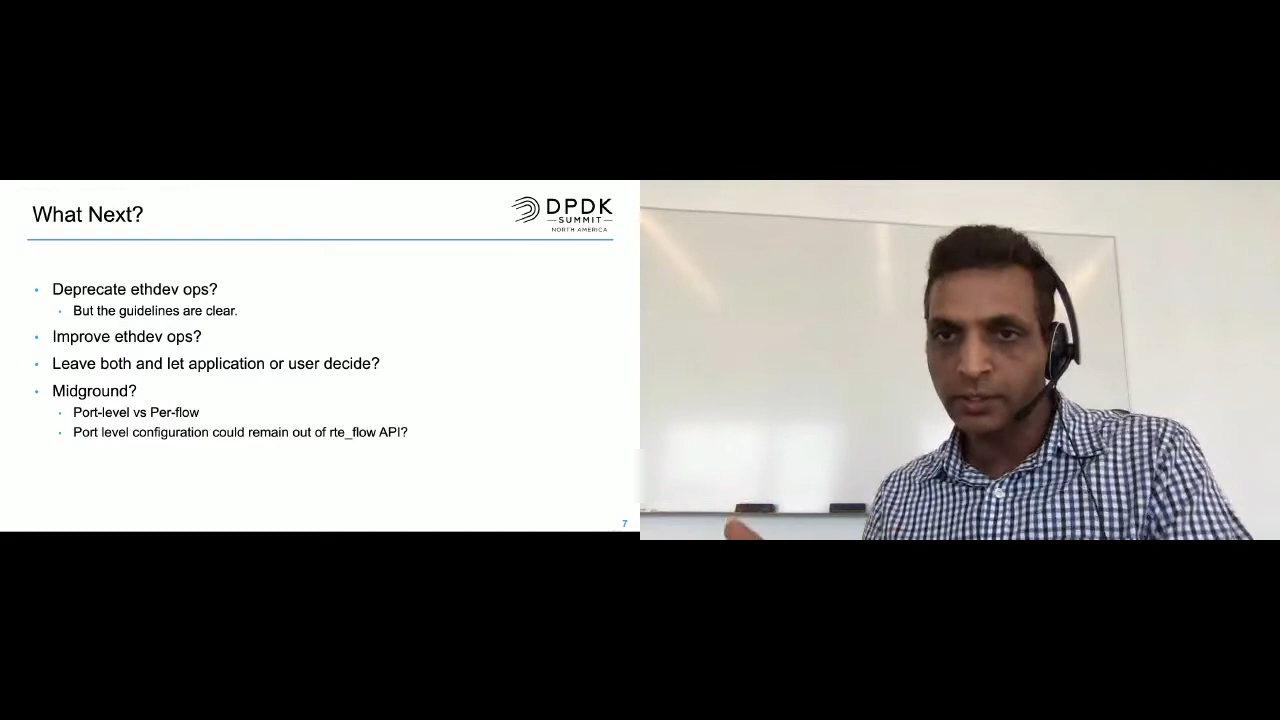 What Next?
DPDK
SUMMIT
NORTH AMERICA
Deprecate ethdev ops?
But the guidelines are clear.
Improve ethdev ops?
Leave both and let application or user decide?
Midground?
Port-level vs Per-flow
Port level configuration could remain out of rte_flow API?
7